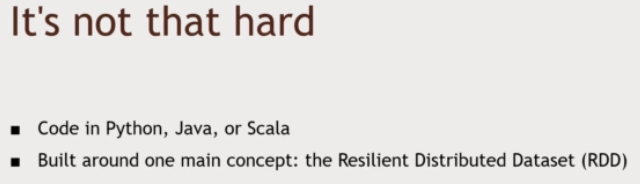 It's not that hard
▪ Code in Python, Java, or Scala
▪ Built around one main concept: the Resilient Distributed Dataset (RDD)